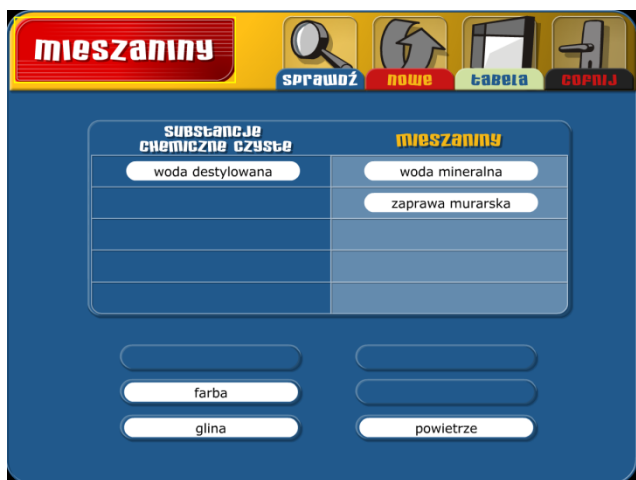 mieszaniny
sprawdź
nowe
tabela
cofnij
substancje
chemiczne czyste
mieszaniny
woda destylowana
woda mineralna
zaprawa murarska
farba
glina
powietrze